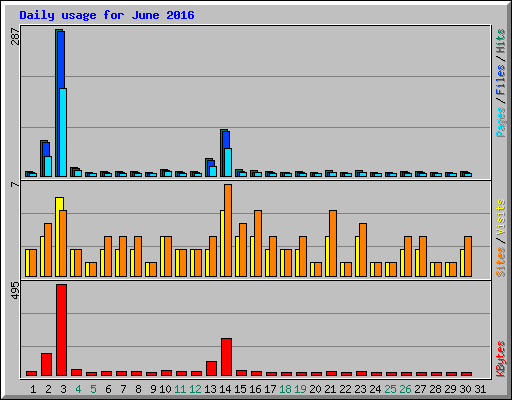 Daily usage for June 2016
287
Pages / Files / Hits
7
Sites / Visits
495
KBytes
1 2 3 4 5 6 7 8 9 10 11 12 13 14 15 16 17 18 19 20 21 22 23 24 25 26 27 28 29 30 31